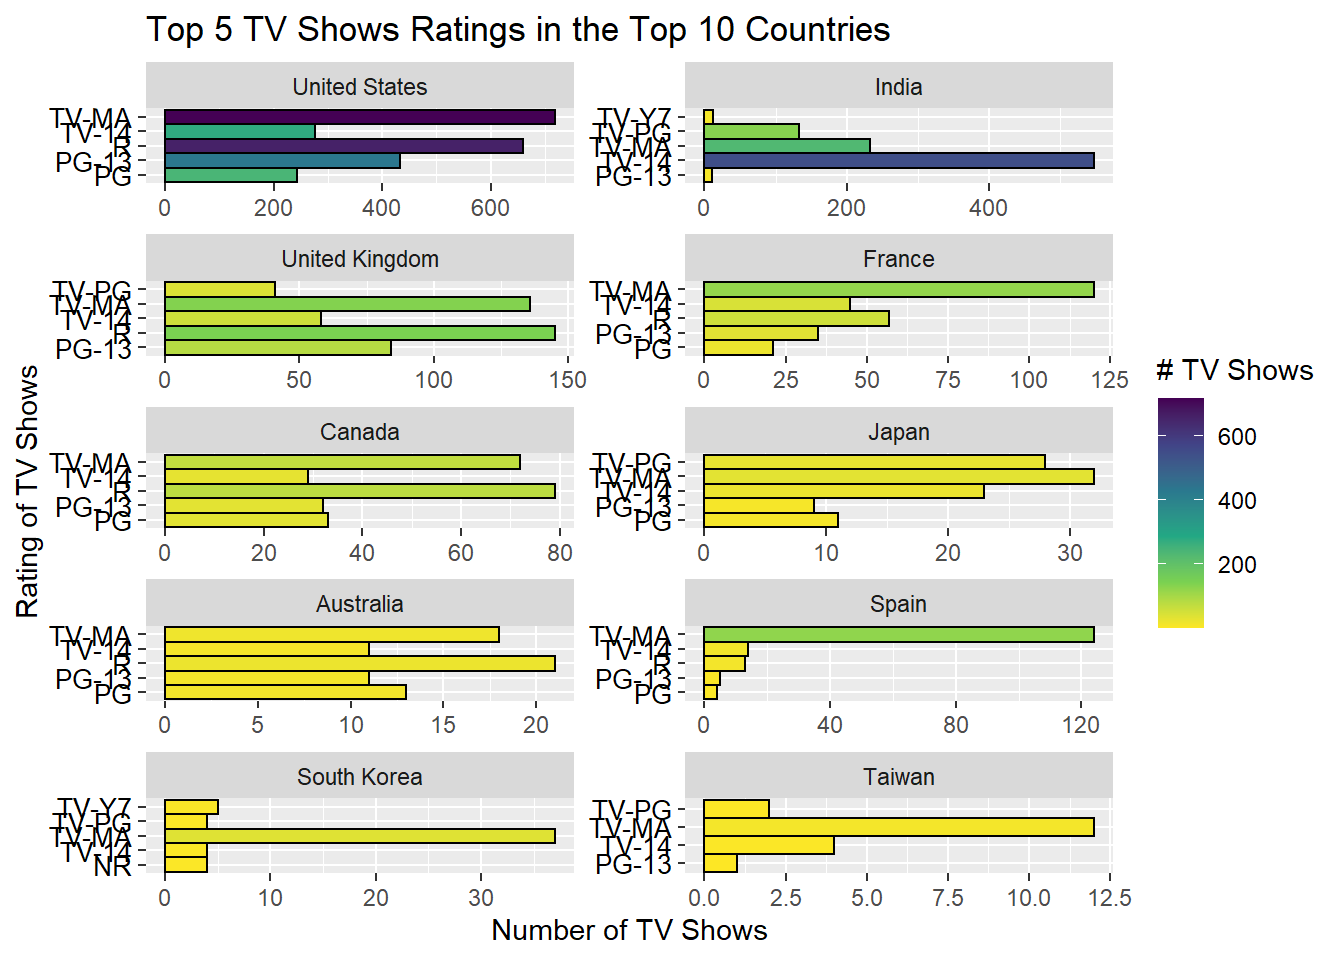 Top 5 TV Shows Ratings in the Top 10 Countries
United States
TV-MA
TV-14
R
PG-13
PG
0 200 400 600
India
TV-Y7
TV-PG
TV-MA
TV-14
PG-13
0 200 400
United Kingdom
TV-PG
TV-MA
TV-14
R
PG-13
0 50 100 150
France
TV-MA
TV-14
R
PG-13
PG
0 25 50 75 100 125
Canada
TV-MA
TV-14
R
PG-13
PG
0 20 40 60 80
Japan
TV-PG
TV-MA
TV-14
PG-13
PG
0 10 20 30
Australia
TV-MA
TV-14
R
PG-13
PG
0 5 10 15 20
Spain
TV-MA
TV-14
R
PG-13
PG
0 40 80 120
South Korea
TV-Y7
TV-PG
TV-MA
TV-14
NR
0 10 20 30
Taiwan
TV-PG
TV-MA
TV-14
PG-13
0.0 2.5 5.0 7.5 10.0 12.5
Rating of TV Shows
Number of TV Shows
# TV Shows
600
400
200